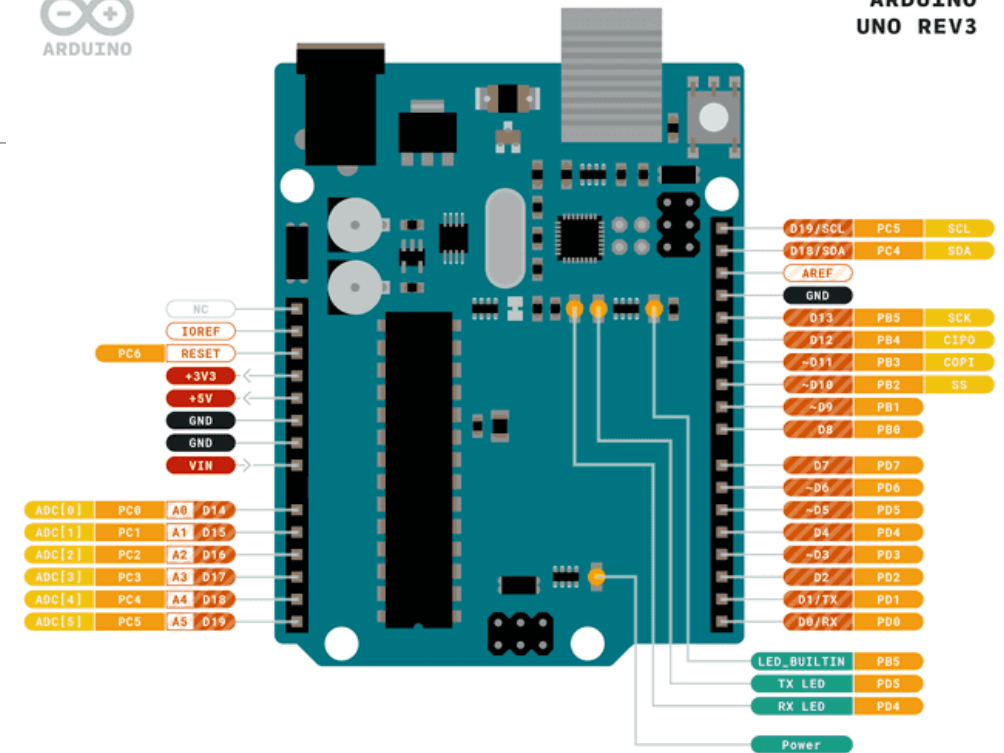 ARDUINO
ARDUINO
UNO REV3
NC
IOREF
PC6 RESET
+3V3
+5V
GND
GND
VIN
ADC[0] PC0 A0 D14
ADC[1] PC1 A1 D15
ADC[2] PC2 A2 D16
ADC[3] PC3 A3 D17
ADC[4] PC4 A4 D18
ADC[5] PC5 A5 D19
D19/SCL PC5 SCL
D18/SDA PC4 SDA
AREF
GND
D13 PB5 SCK
D12 PB4 CIPO
~D11 PB3 COPI
~D10 PB2 SS
~D9 PB1
D8 PB0
D7 PD7
~D6 PD6
~D5 PD5
D4 PD4
~D3 PD3
D2 PD2
D1/TX PD1
D0/RX PD0
LED_BUILTIN PB5
TX LED PD5
RX LED PD4
Power